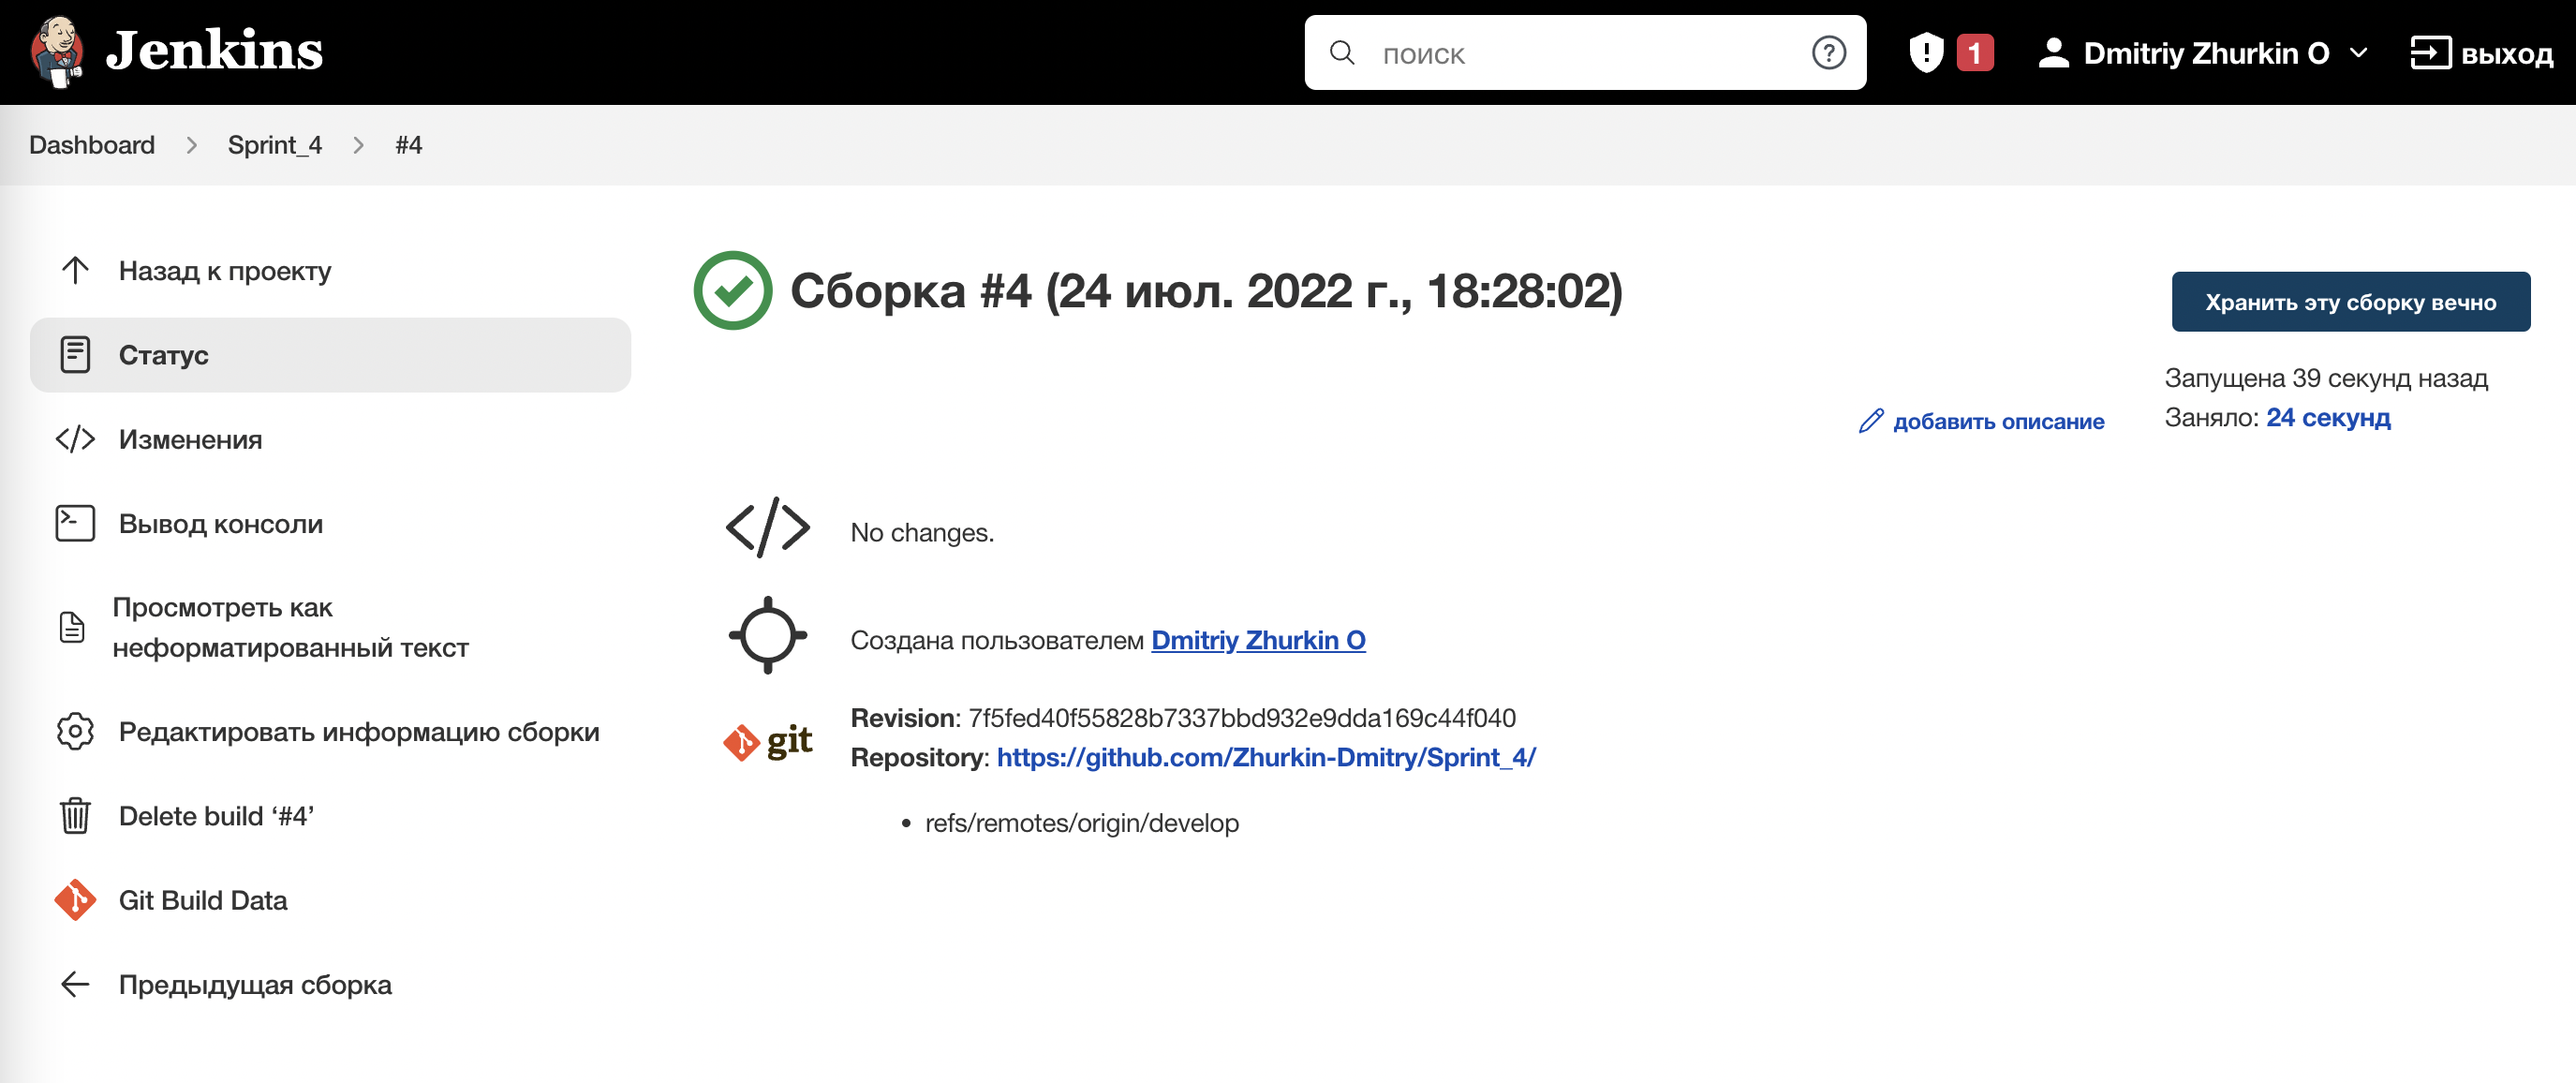 Jenkins
поиск
1
Dmitriy Zhurkin O
выход
Dashboard
Sprint_4
#4
Назад к проекту
Статус
Изменения
Вывод консоли
Просмотреть как
неформатированный текст
Редактировать информацию сборки
Delete build ‘#4’
Git Build Data
Предыдущая сборка
Сборка #4 (24 июл. 2022 г., 18:28:02)
Хранить эту сборку вечно
Запущена 39 секунд назад
Заняло: 24 секунд
добавить описание
No changes.
Создана пользователем Dmitriy Zhurkin O
git
Revision: 7f5fed40f55828b7337bbd932e9dda169c44f040
Repository: https://github.com/Zhurkin-Dmitry/Sprint_4/
• refs/remotes/origin/develop